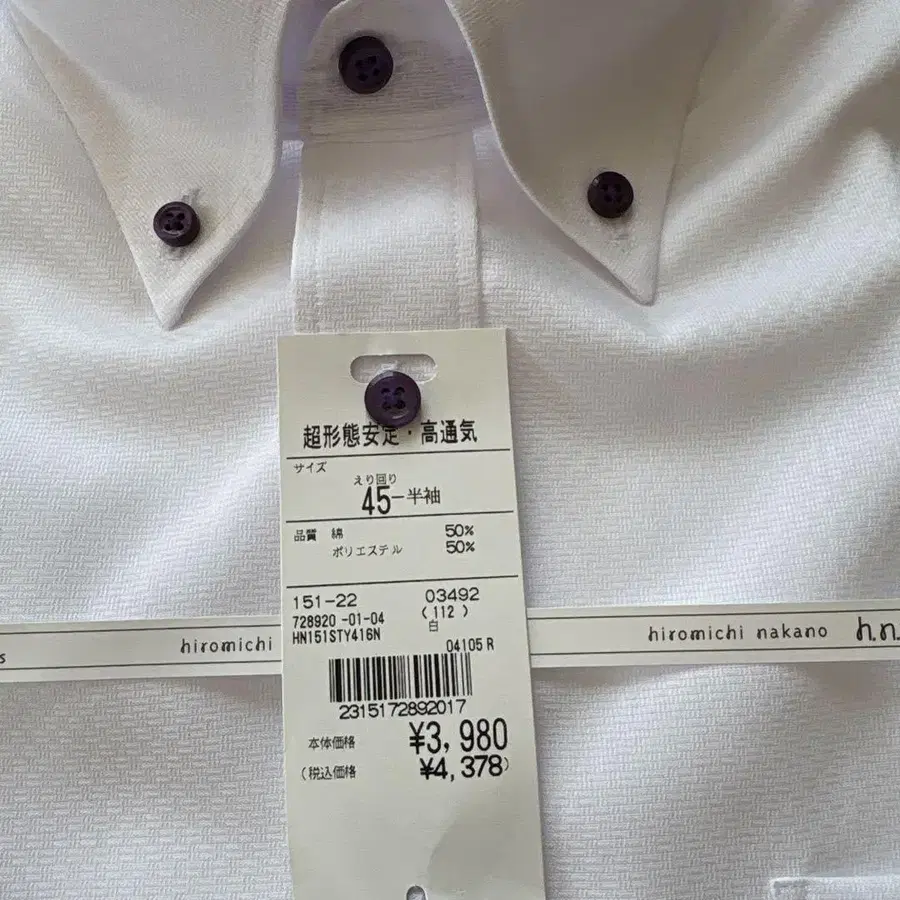 超形態安定・高通気
サイズ
えり回り
45-半袖
品質 綿 50%
ポリエステル 50%
151-22 03492
728920-01-04 (112)
HN151STY416N 白
04105 R
s hiromichi
hiromichi nakano h.n.
2315172892017
本体価格 ¥3,980
(税込価格 ¥4,378)